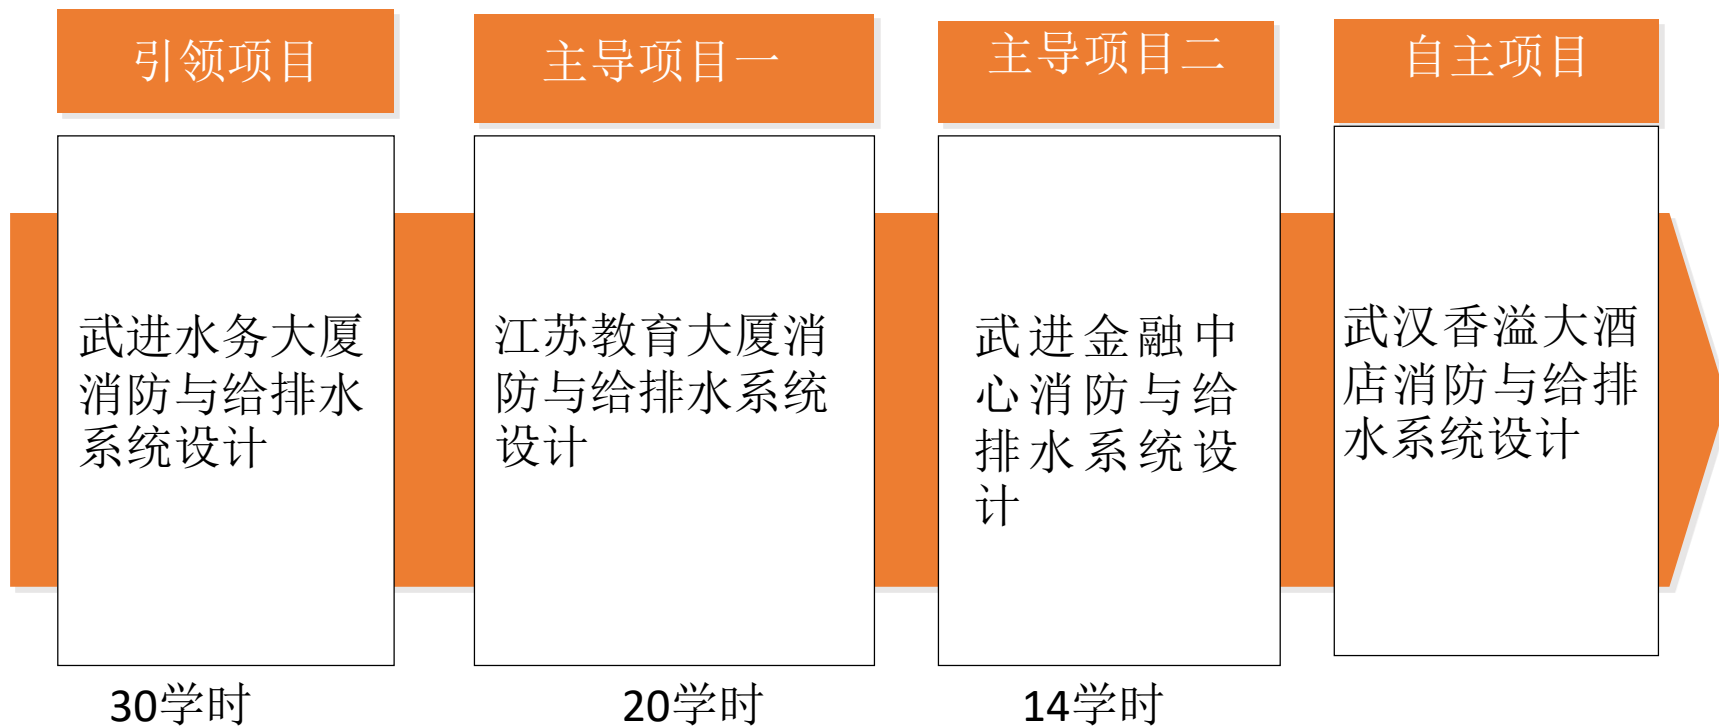 引领项目
主导项目一
主导项目二
自主项目
武进水务大厦
消防与给排水
系统设计
江苏教育大厦消
防与给排水系统
设计
武进金融中
心消防与给
排水系统设
计
武汉香溢大酒
店消防与给排
水系统设计
30学时
20学时
14学时